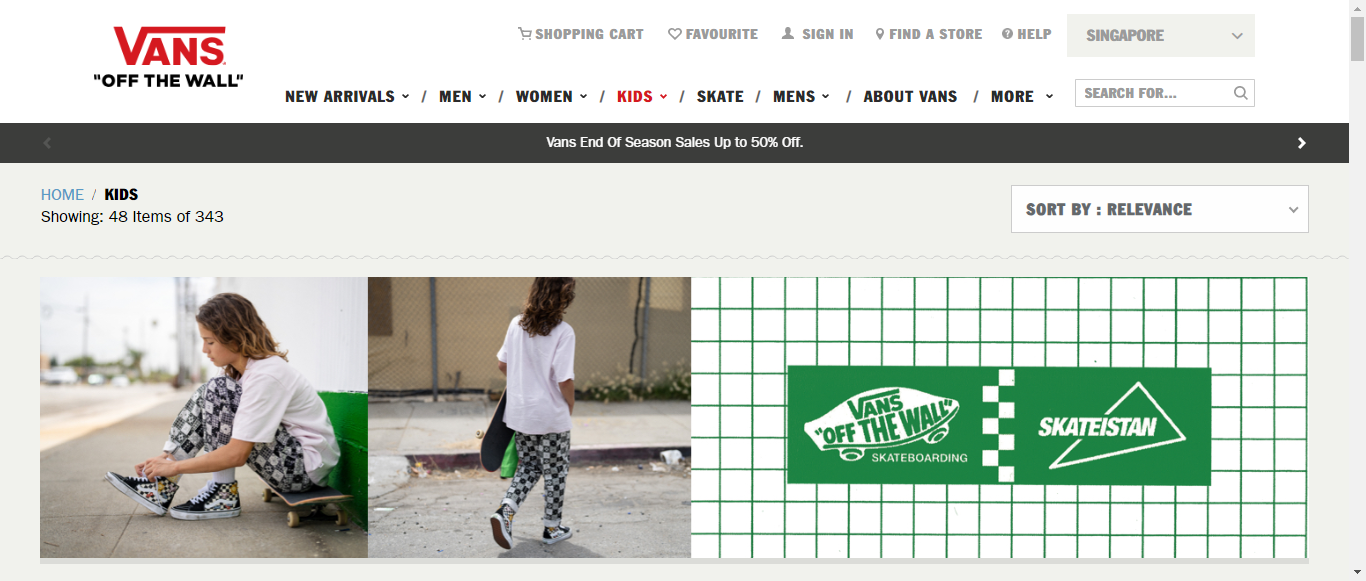 VANS
"OFF THE WALL"
SHOPPING CART
FAVOURITE
SIGN IN
FIND A STORE
HELP
SINGAPORE
NEW ARRIVALS / MEN / WOMEN / KIDS / SKATE / MENS / ABOUT VANS / MORE
SEARCH FOR...
Vans End Of Season Sales Up to 50% Off.
HOME / KIDS
Showing: 48 Items of 343
SORT BY : RELEVANCE
VANS
"OFF THE WALL"
SKATEBOARDING
SKATEISTAN